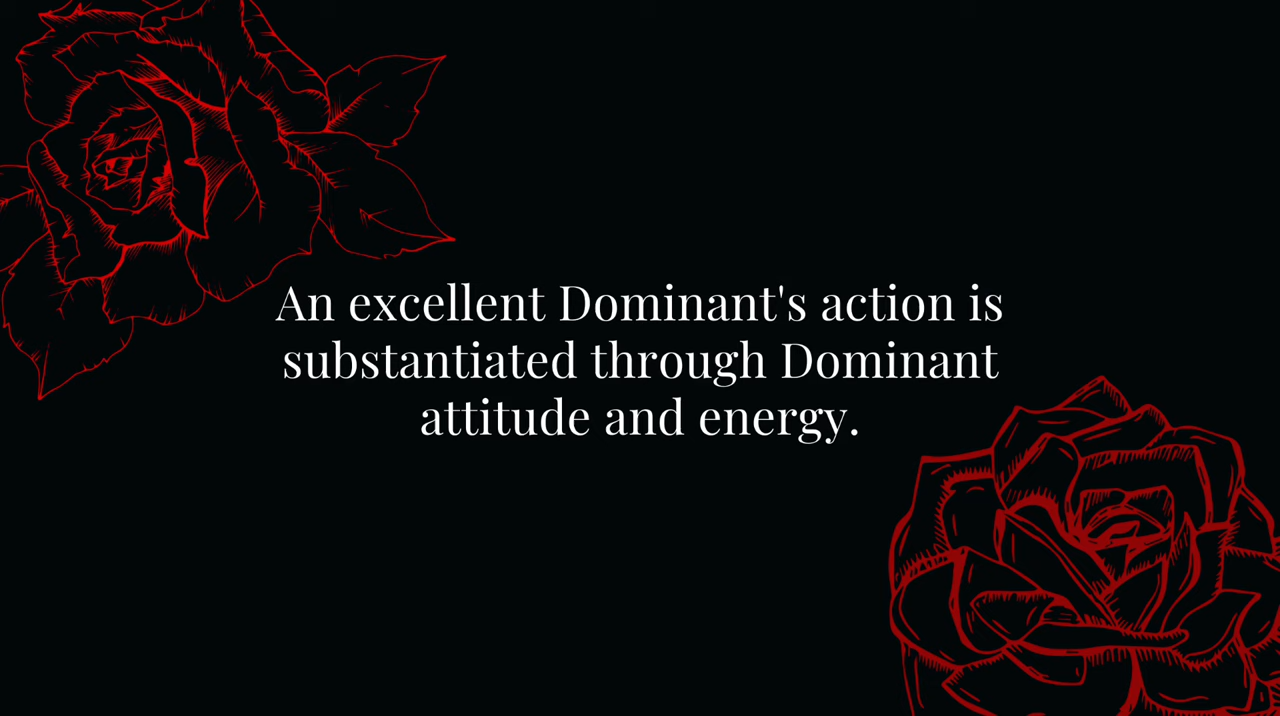 An excellent Dominant's action is
substantiated through Dominant
attitude and energy.